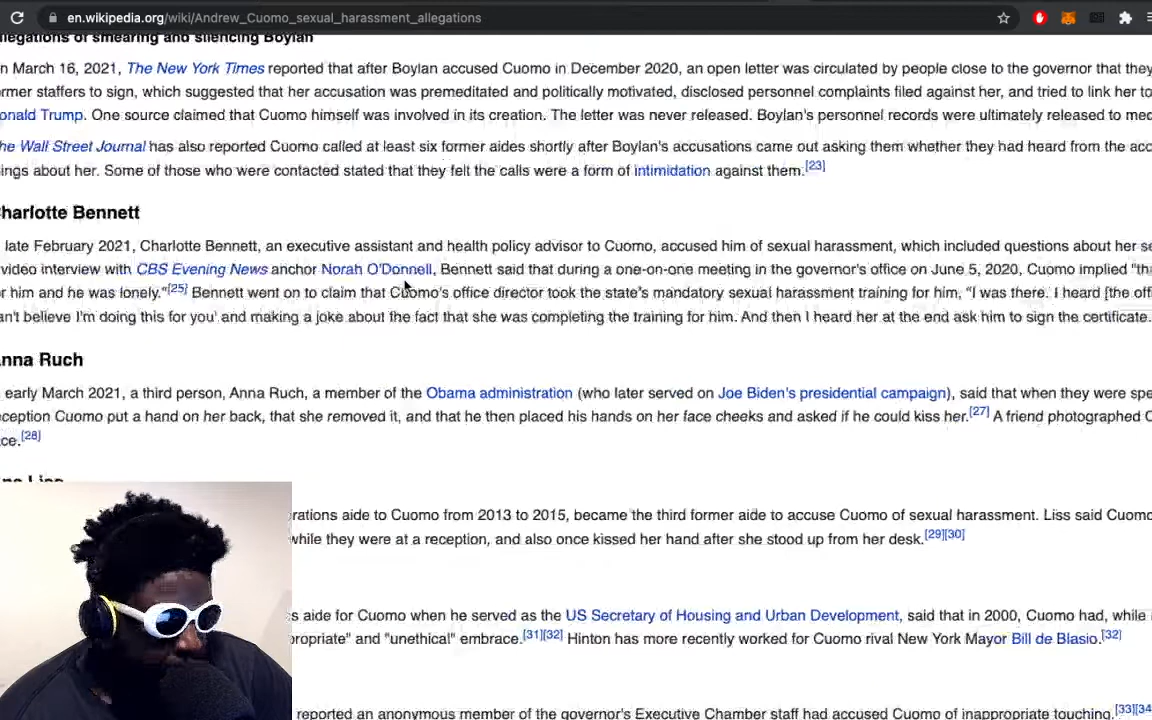 en.wikipedia.org/wiki/Andrew_Cuomo_sexual_harassment_allegations
llegations of smearing and silencing Boylan
n March 16, 2021, The New York Times reported that after Boylan accused Cuomo in December 2020, an open letter was circulated by people close to the governor that they
rmer staffers to sign, which suggested that her accusation was premeditated and politically motivated, disclosed personnel complaints filed against her, and tried to link her to
onald Trump. One source claimed that Cuomo himself was involved in its creation. The letter was never released. Boylan's personnel records were ultimately released to med
he Wall Street Journal has also reported Cuomo called at least six former aides shortly after Boylan's accusations came out asking them whether they had heard from the acc
ings about her. Some of those who were contacted stated that they felt the calls were a form of intimidation against them.[23]
harlotte Bennett
late February 2021, Charlotte Bennett, an executive assistant and health policy advisor to Cuomo, accused him of sexual harassment, which included questions about her se
video interview with CBS Evening News anchor Norah O'Donnell, Bennett said that during a one-on-one meeting in the governor's office on June 5, 2020, Cuomo implied "th
r him and he was lonely."[25] Bennett went on to claim that Cuomo's office director took the state's mandatory sexual harassment training for him, "I was there. I heard [the off
an't believe I'm doing this for you' and making a joke about the fact that she was completing the training for him. And then I heard her at the end ask him to sign the certificate.
nna Ruch
early March 2021, a third person, Anna Ruch, a member of the Obama administration (who later served on Joe Biden's presidential campaign), said that when they were spe
ception Cuomo put a hand on her back, that she removed it, and that he then placed his hands on her face cheeks and asked if he could kiss her.[27] A friend photographed C
ce.[28]
na Liss
rations aide to Cuomo from 2013 to 2015, became the third former aide to accuse Cuomo of sexual harassment. Liss said Cuomo
while they were at a reception, and also once kissed her hand after she stood up from her desk.[29][30]
s aide for Cuomo when he served as the US Secretary of Housing and Urban Development, said that in 2000, Cuomo had, while
ropriate" and "unethical" embrace.[31][32] Hinton has more recently worked for Cuomo rival New York Mayor Bill de Blasio.[32]
reported an anonymous member of the governor's Executive Chamber staff had accused Cuomo of inappropriate touching.[33][34